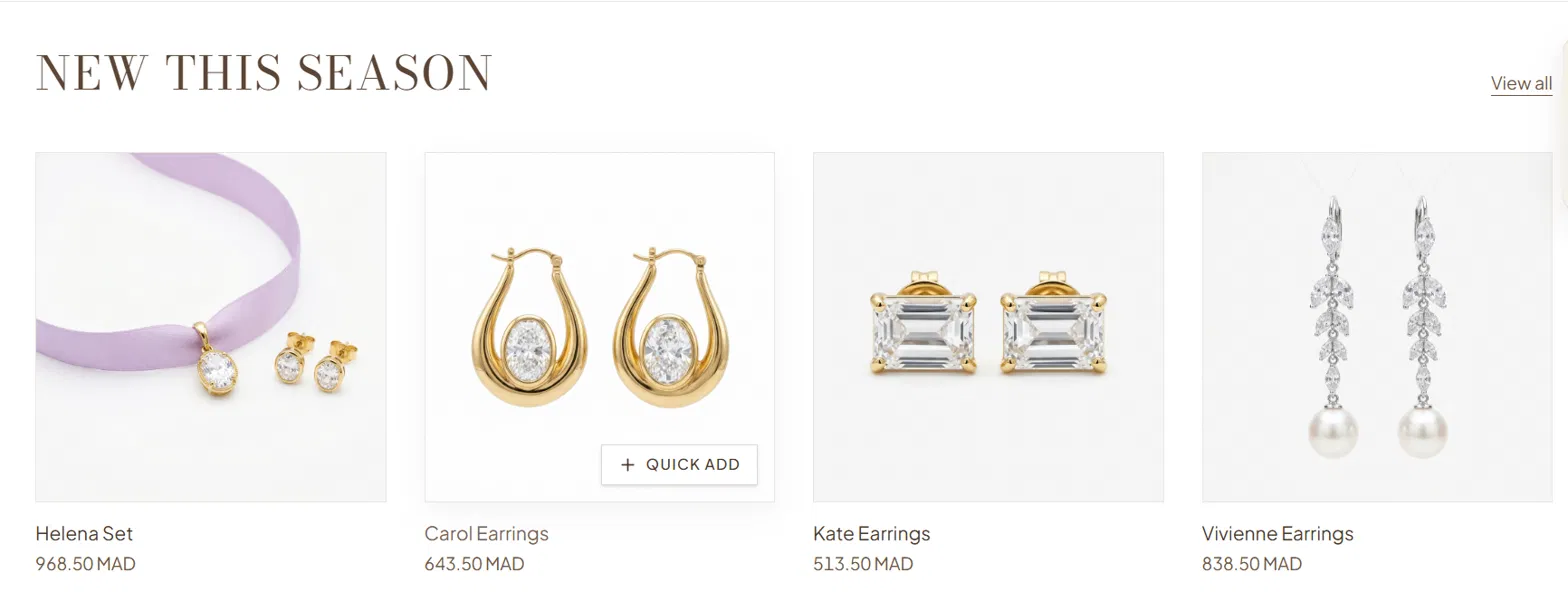 NEW THIS SEASON
View all
+ QUICK ADD
Helena Set
968.50 MAD
Carol Earrings
643.50 MAD
Kate Earrings
513.50 MAD
Vivienne Earrings
838.50 MAD